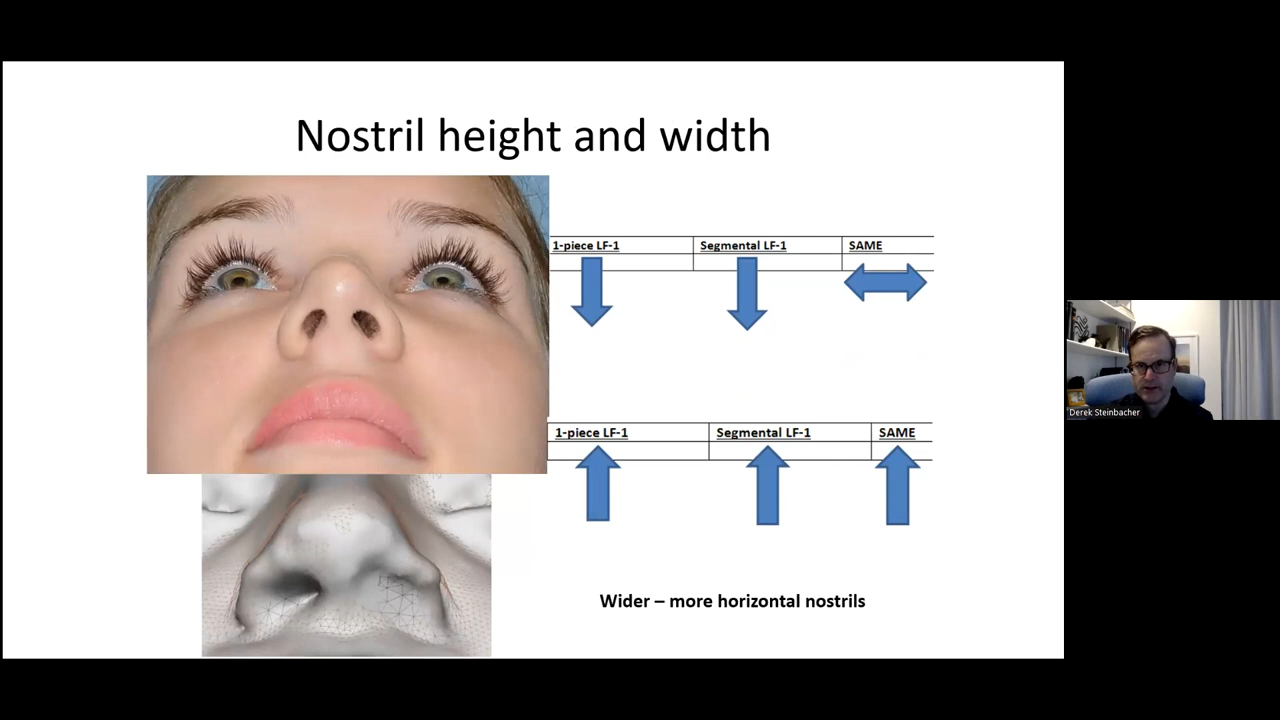 Nostril height and width
1-piece LF-1 Segmental LF-1 SAME
1-piece LF-1 Segmental LF-1 SAME
Wider – more horizontal nostrils
Derek Steinbacher